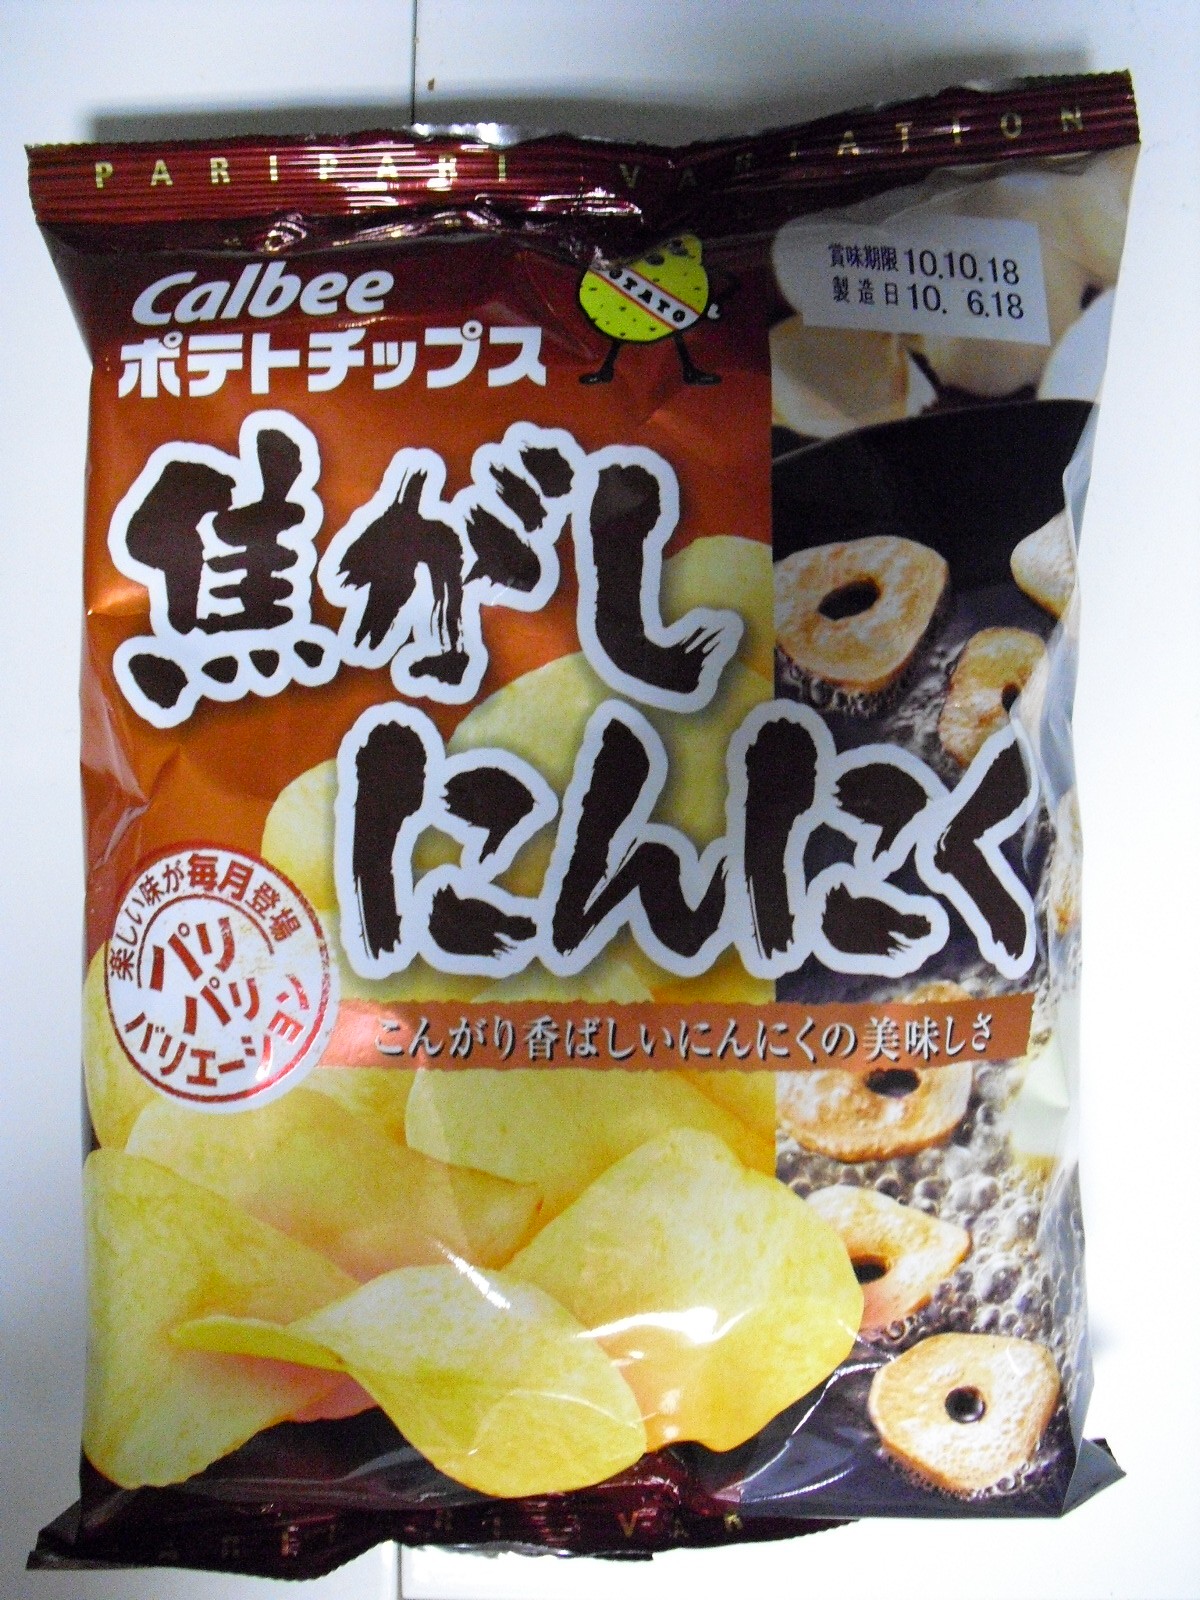 PARIPARI VARIATION
Calbee
ポテトチップス
POTATO
賞味期限 10.10.18
製造日 10. 6.18
焦がし
にんにく
楽しい味が毎月登場
パリ
パリ
バリエーション
こんがり香ばしいにんにくの美味しさ